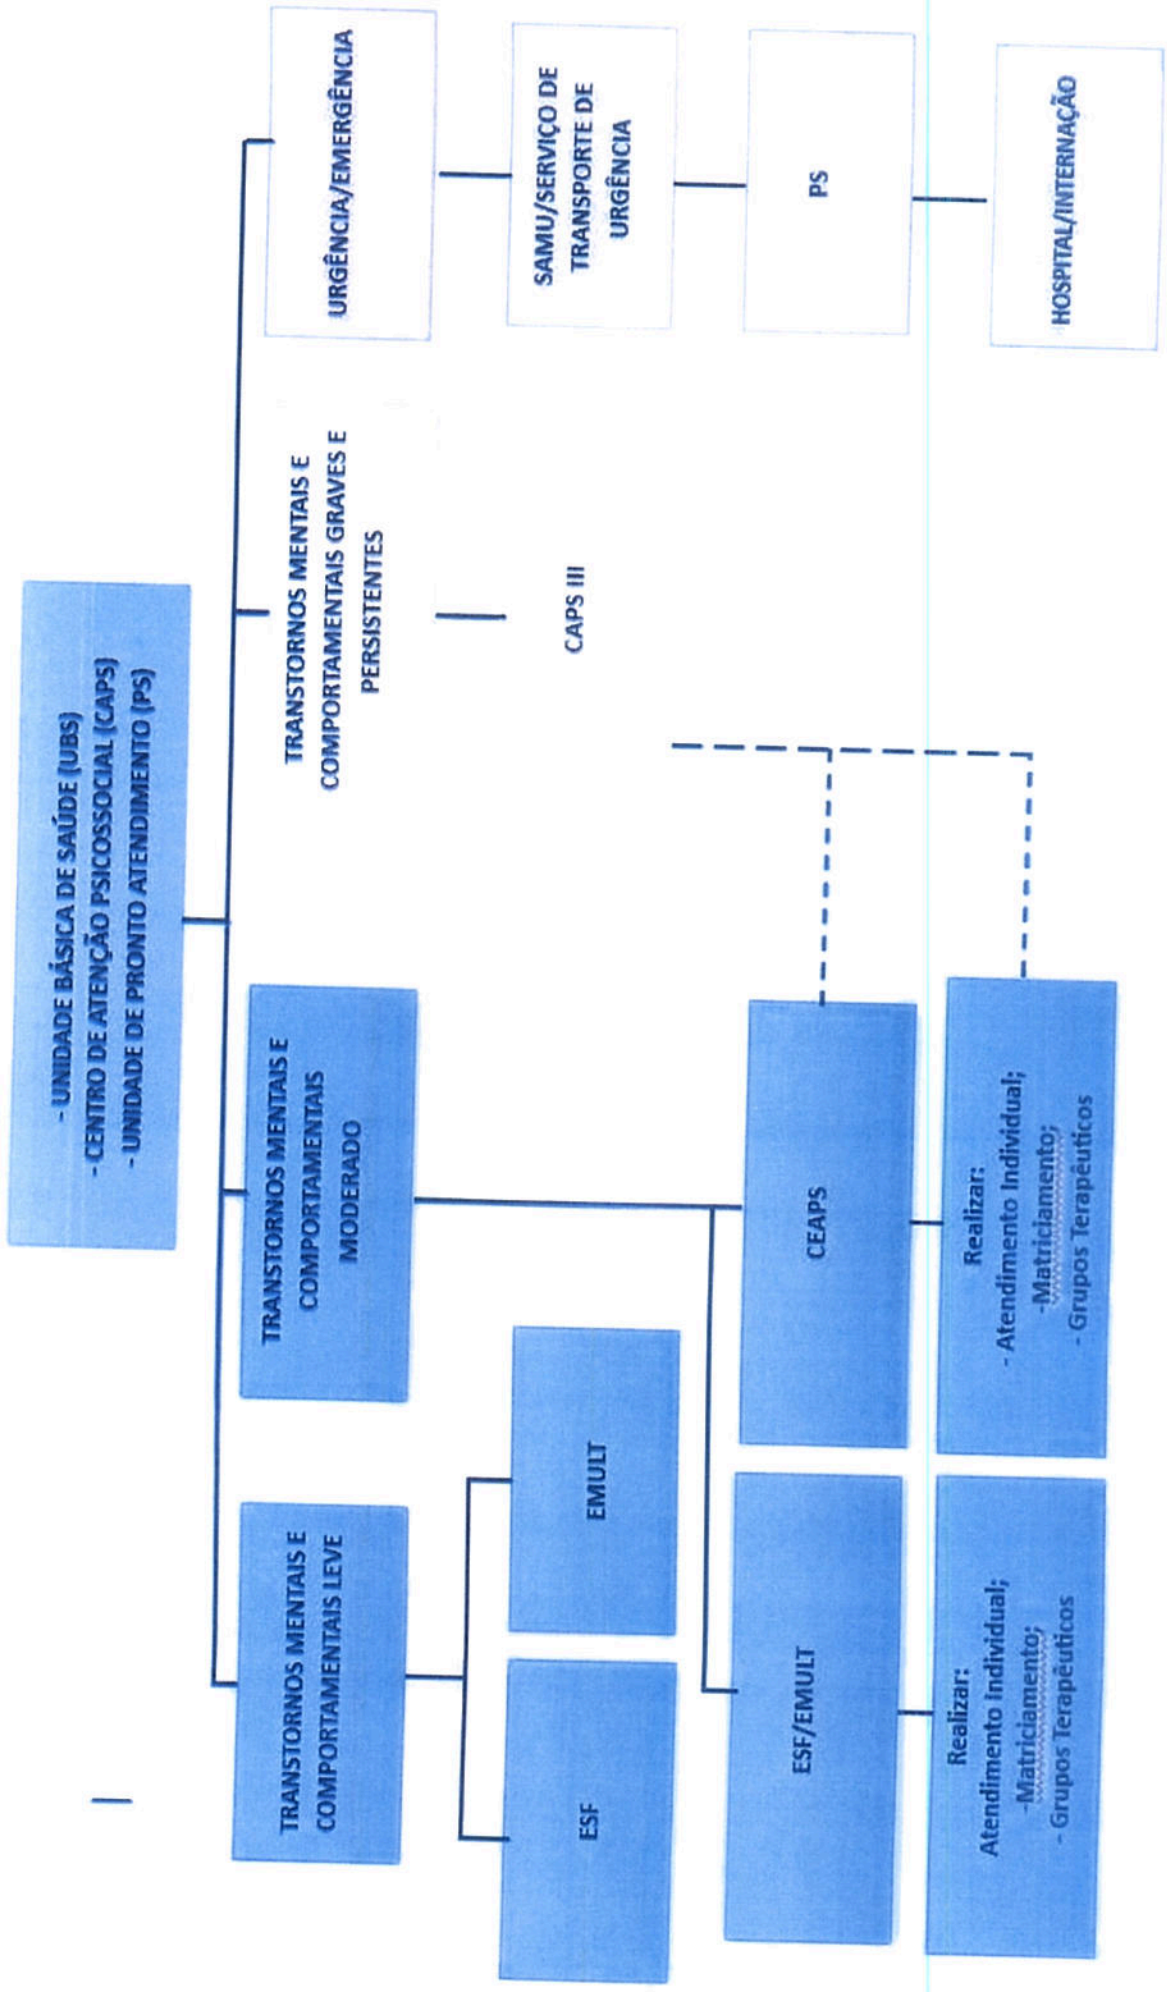 - UNIDADE BÁSICA DE SAÚDE (UBS)
- CENTRO DE ATENÇÃO PSICOSSOCIAL (CAPS)
- UNIDADE DE PRONTO ATENDIMENTO (PS)
TRANSTORNOS MENTAIS E
COMPORTAMENTAIS LEVE
TRANSTORNOS MENTAIS E
COMPORTAMENTAIS
MODERADO
TRANSTORNOS MENTAIS E
COMPORTAMENTAIS GRAVES E
PERSISTENTES
URGÊNCIA/EMERGÊNCIA
ESF
EMULT
CAPS III
SAMU/SERVIÇO DE
TRANSPORTE DE
URGÊNCIA
ESF/EMULT
CEAPS
PS
Realizar:
Atendimento Individual;
-Matriciamento;
- Grupos Terapêuticos
Realizar:
- Atendimento Individual;
-Matriciamento;
- Grupos Terapêuticos
HOSPITAL/INTERNAÇÃO